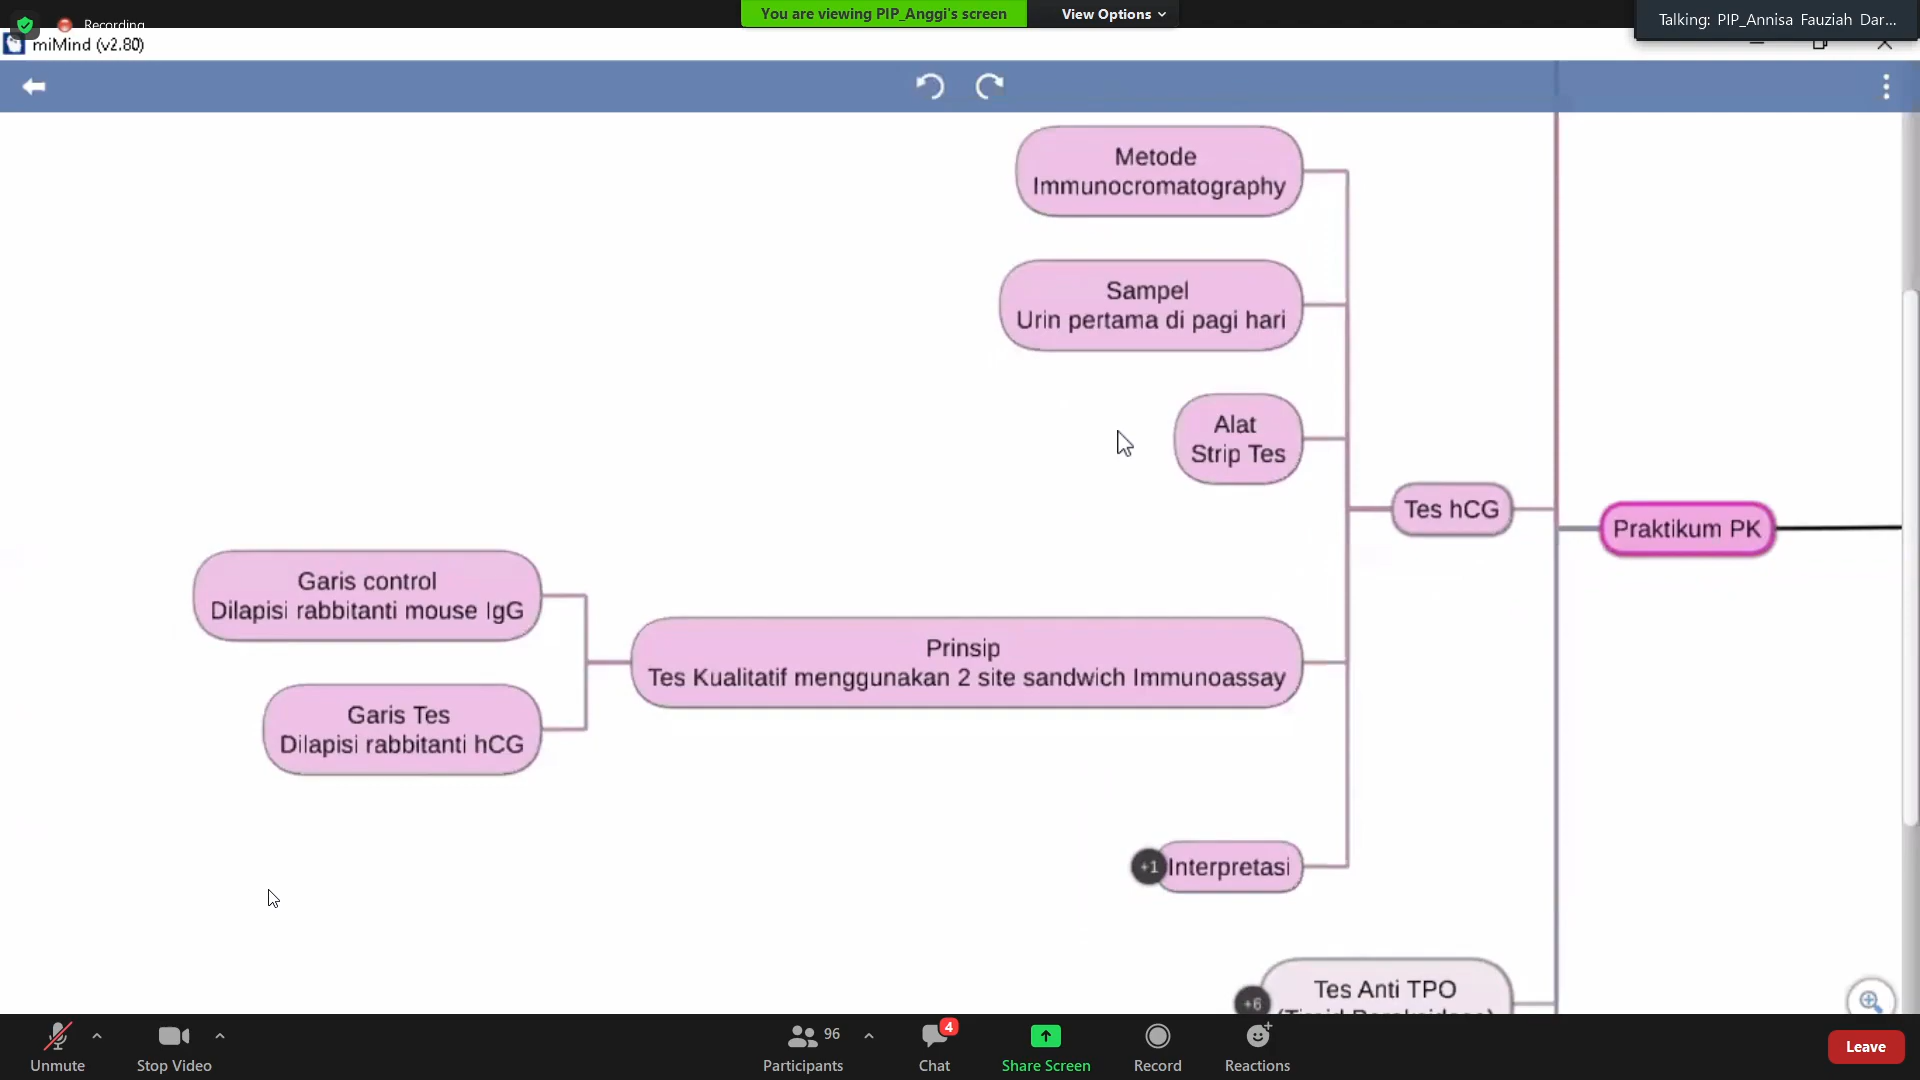 Recording
You are viewing PIP_Anggi's screen
View Options
Talking: PIP_Annisa Fauziah Dar...
miMind (v2.80)
Metode
Immunocromatography
Sampel
Urin pertama di pagi hari
Alat
Strip Tes
Tes hCG
Praktikum PK
Garis control
Dilapisi rabbitanti mouse IgG
Prinsip
Tes Kualitatif menggunakan 2 site sandwich Immunoassay
Garis Tes
Dilapisi rabbitanti hCG
+1
Interpretasi
+6
Tes Anti TPO
Unmute
Stop Video
96
Participants
4
Chat
Share Screen
Record
Reactions
Leave